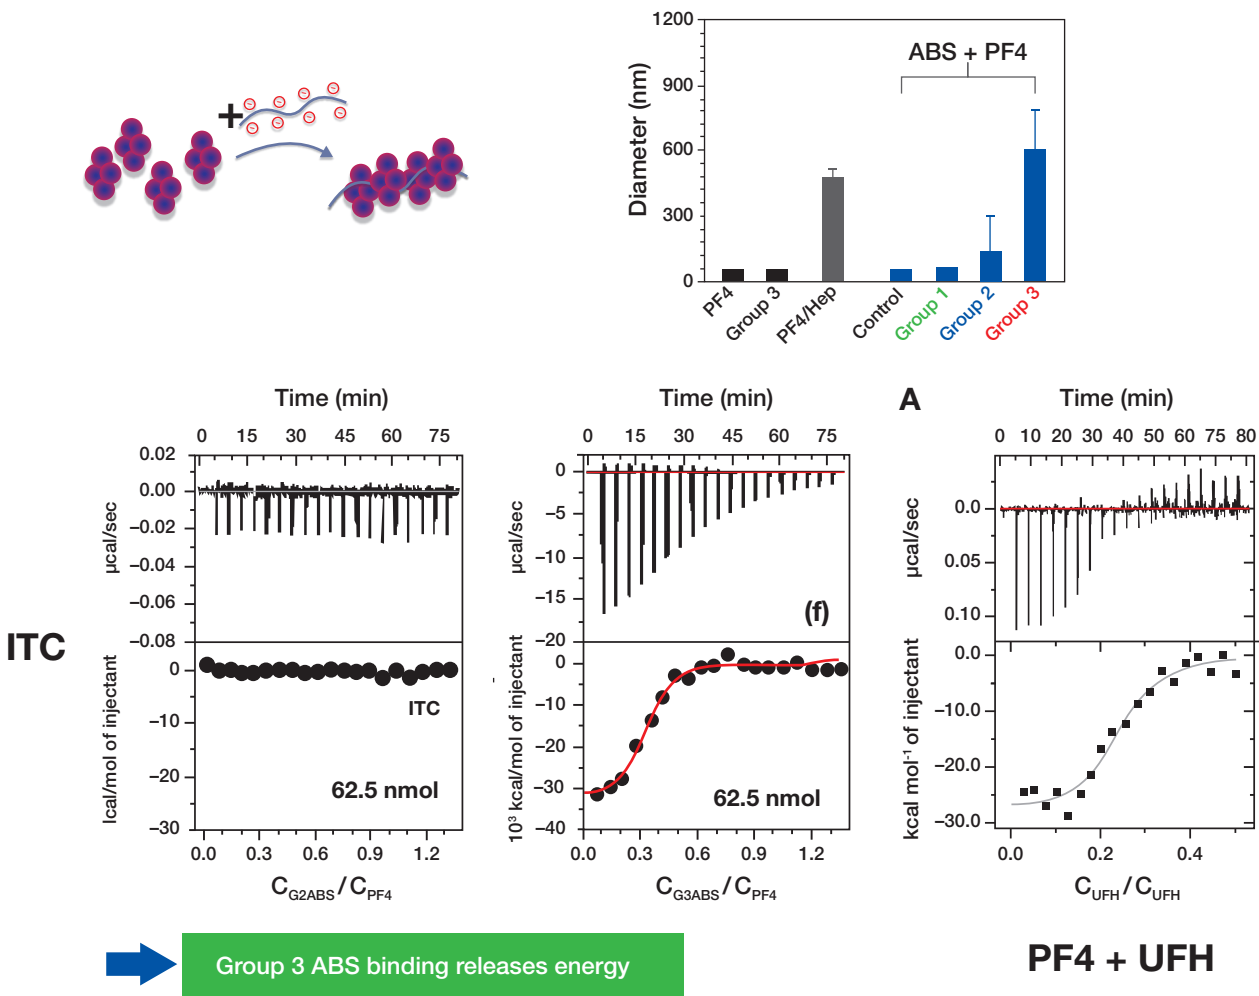 +
1200
900
600
300
0
Diameter (nm)
ABS + PF4
PF4
Group 3
PF4/Hep
Control
Group 1
Group 2
Group 3
ITC
Time (min)
0 15 30 45 60 75
0.02
0.00
−0.02
−0.04
−0.06
−0.08
µcal/sec
0
−10
−20
−30
lcal/mol of injectant
ITC
62.5 nmol
0.0 0.3 0.6 0.9 1.2
CG2ABS / CPF4
Time (min)
0 15 30 45 60 75
0
−5
−10
−15
−20
µcal/sec
(f)
0
−10
−20
−30
−40
10³ kcal/mol of injectant
62.5 nmol
0.0 0.3 0.6 0.9 1.2
CG3ABS / CPF4
A
Time (min)
0 10 20 30 40 50 60 65 70 80
0.0
0.05
0.10
µcal/sec
0.0
−10.0
−20.0
−30.0
kcal mol⁻¹ of injectant
0.0 0.2 0.4
CUFH / CUFH
Group 3 ABS binding releases energy
PF4 + UFH